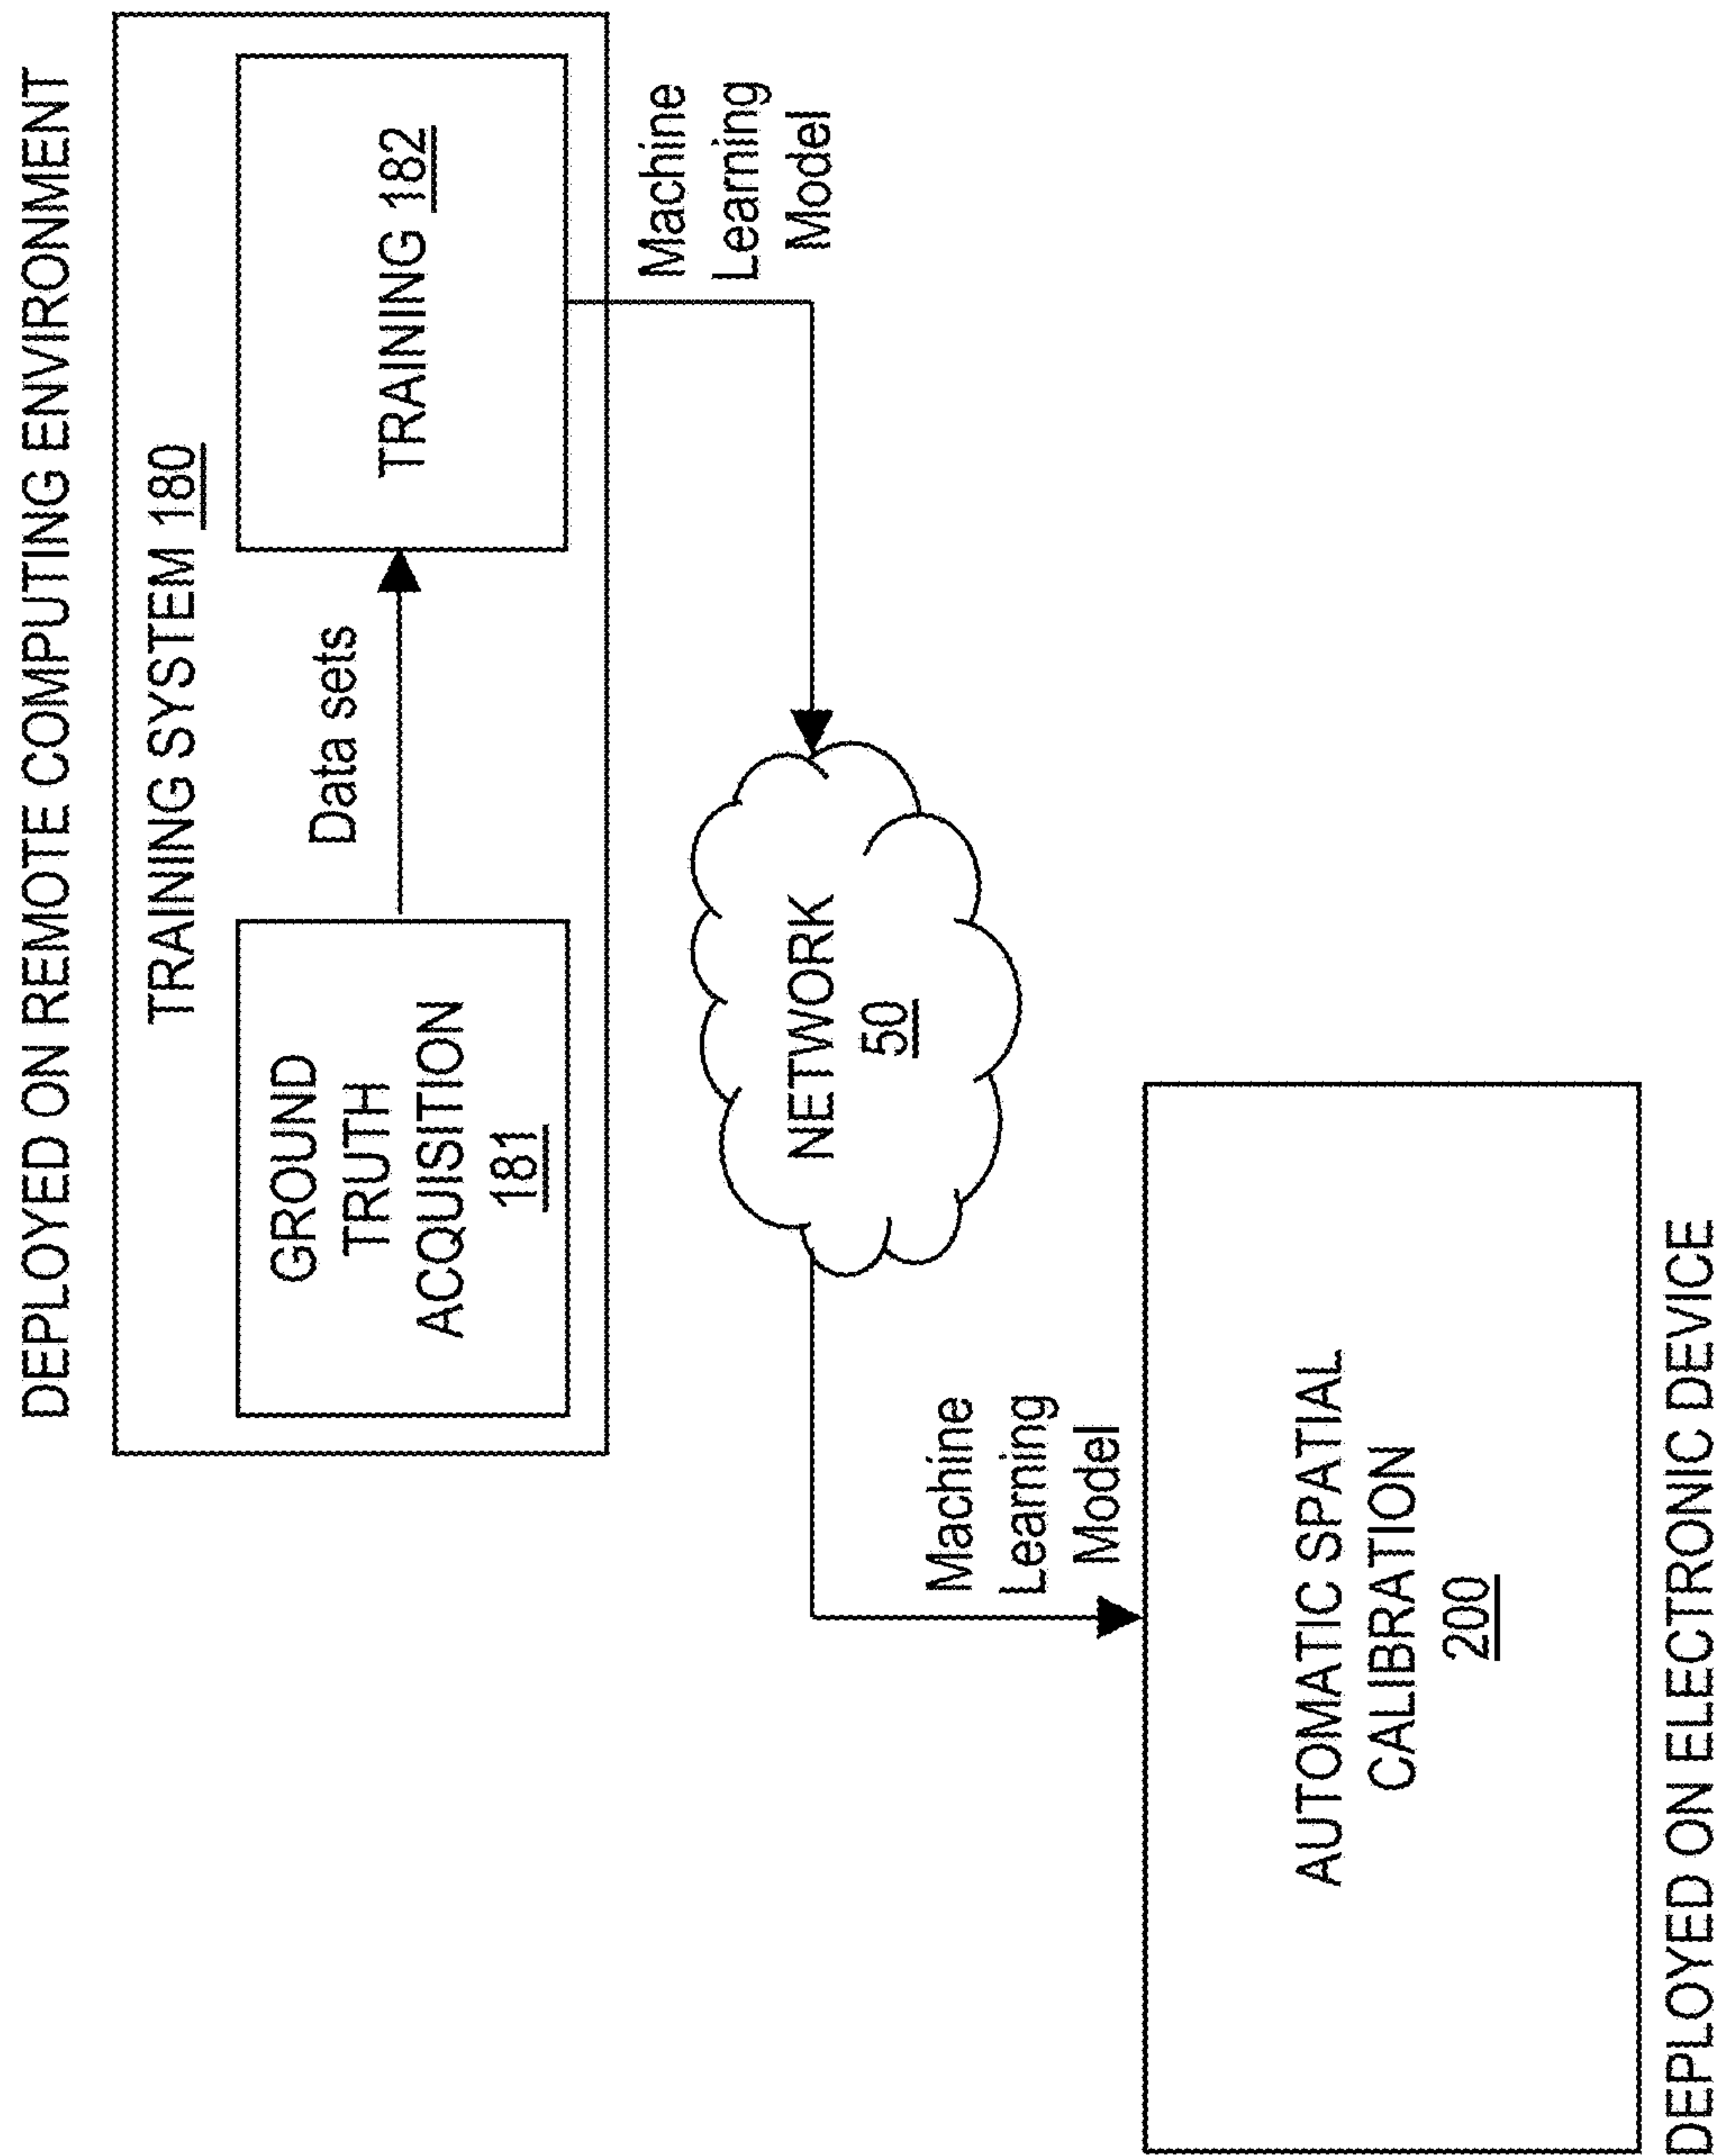 DEPLOYED ON REMOTE COMPUTING ENVIRONMENT
TRAINING SYSTEM 180
GROUND
TRUTH
ACQUISITION
181
Data sets
TRAINING 182
Machine
Learning
Model
NETWORK
50
Machine
Learning
Model
AUTOMATIC SPATIAL
CALIBRATION
200
DEPLOYED ON ELECTRONIC DEVICE